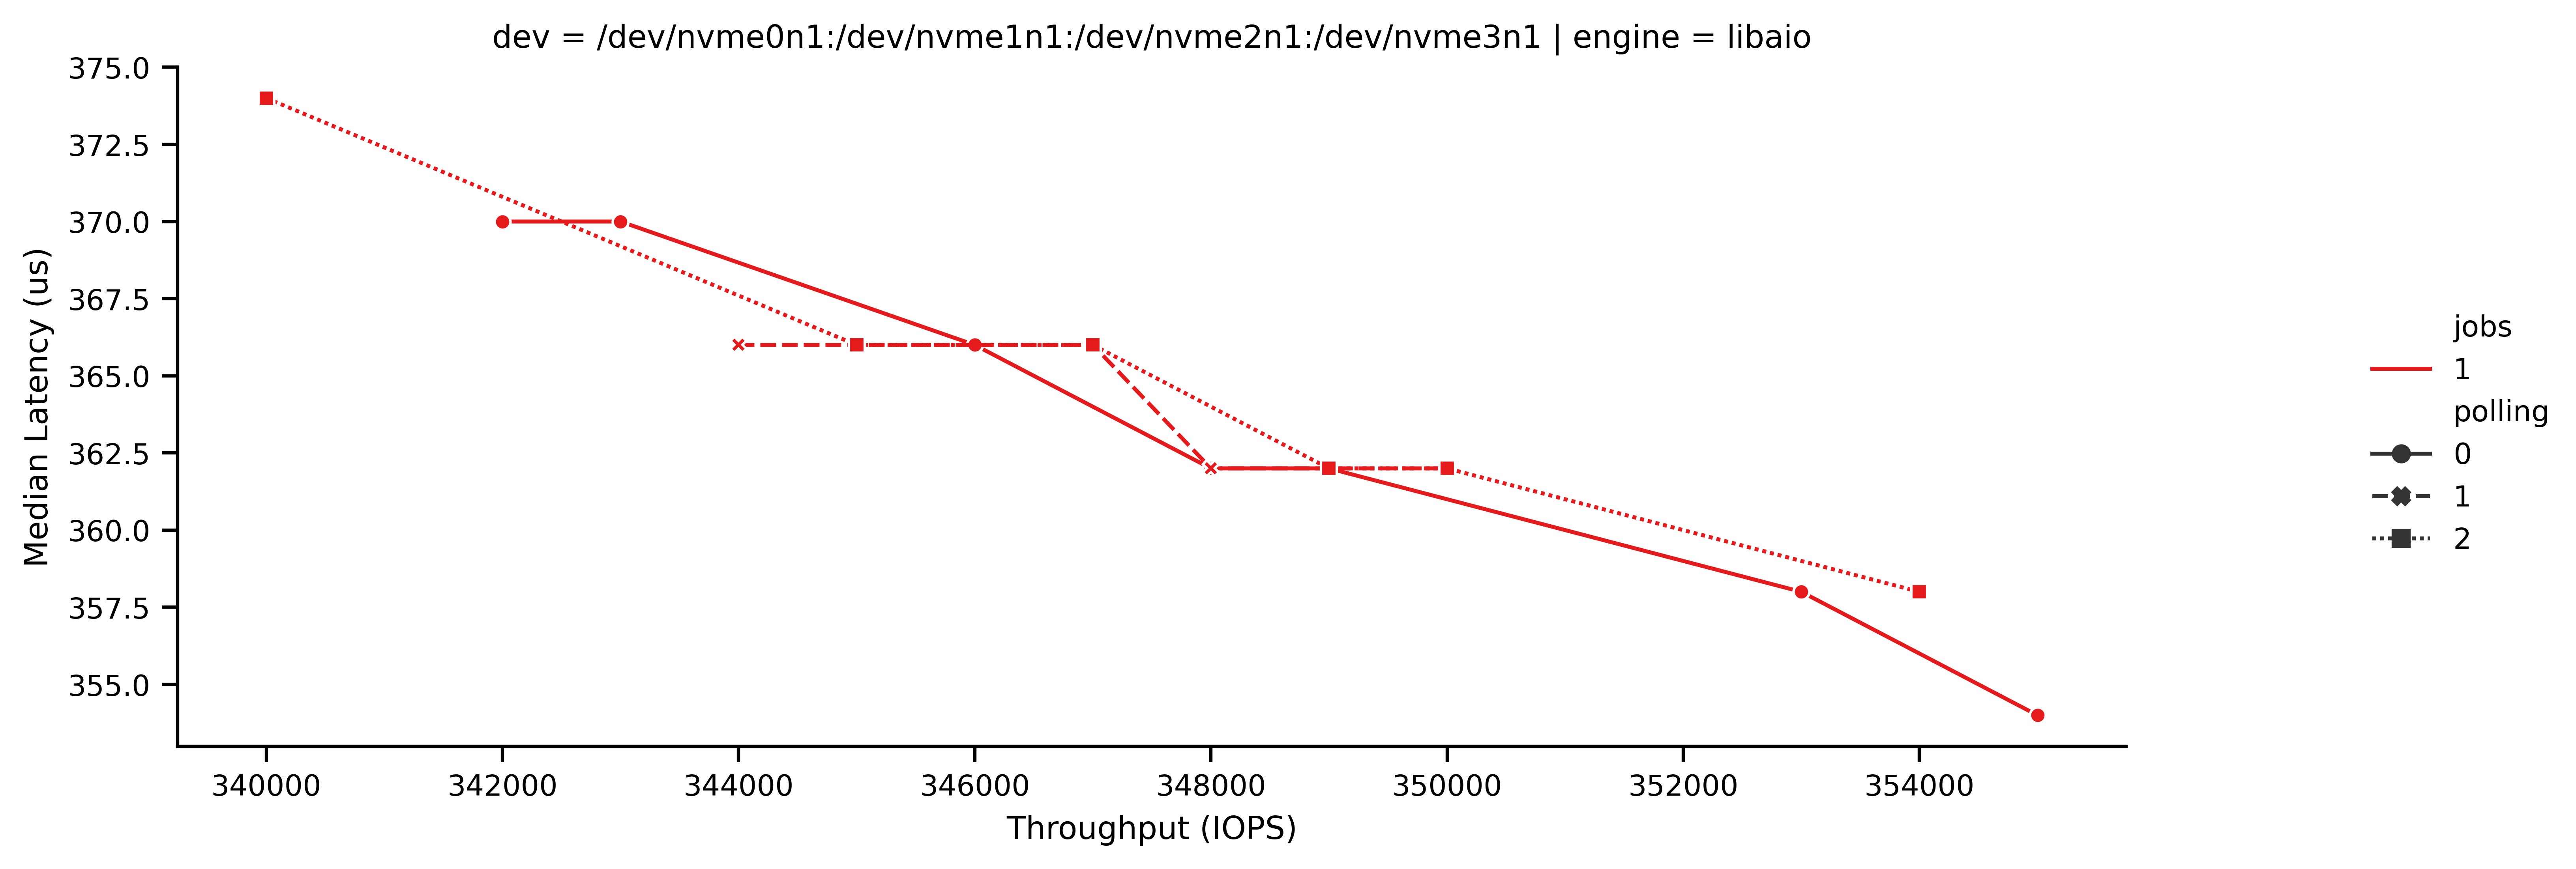 dev = /dev/nvme0n1:/dev/nvme1n1:/dev/nvme2n1:/dev/nvme3n1 | engine = libaio
375.0
372.5
370.0
367.5
365.0
362.5
360.0
357.5
355.0
Median Latency (us)
340000 342000 344000 346000 348000 350000 352000 354000
Throughput (IOPS)
jobs
1
polling
0
1
2